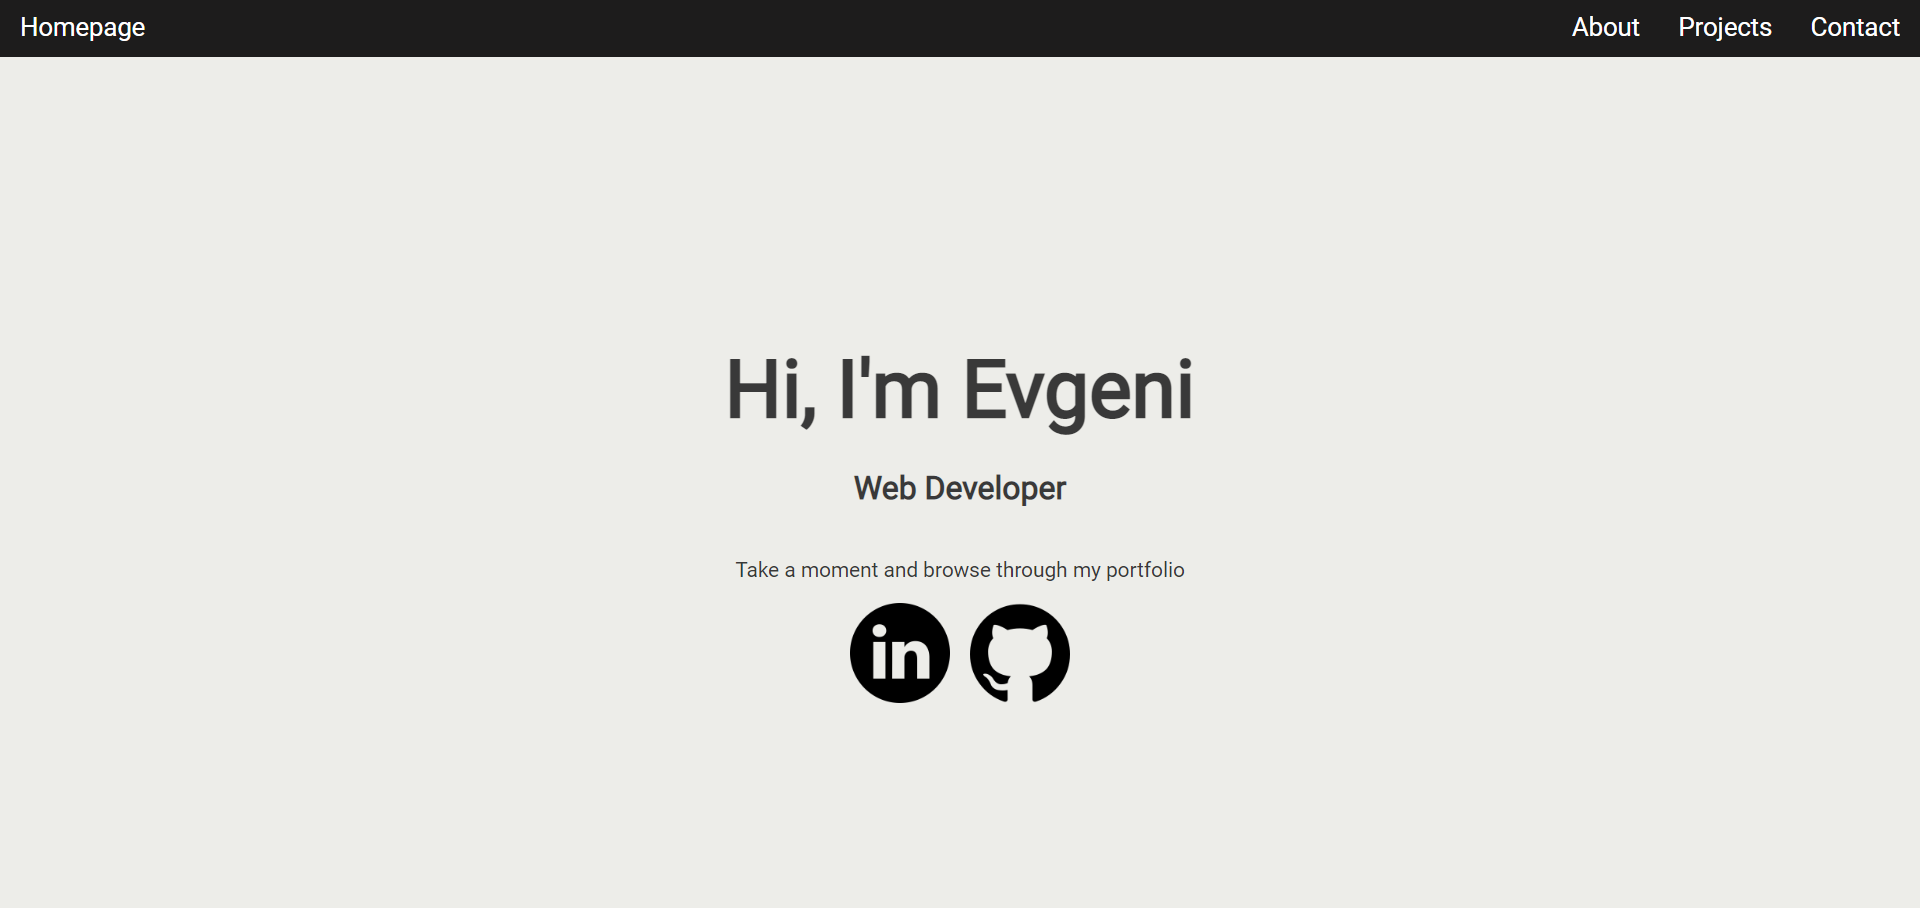 Homepage About Projects Contact
Hi, I'm Evgeni
Web Developer
Take a moment and browse through my portfolio
in